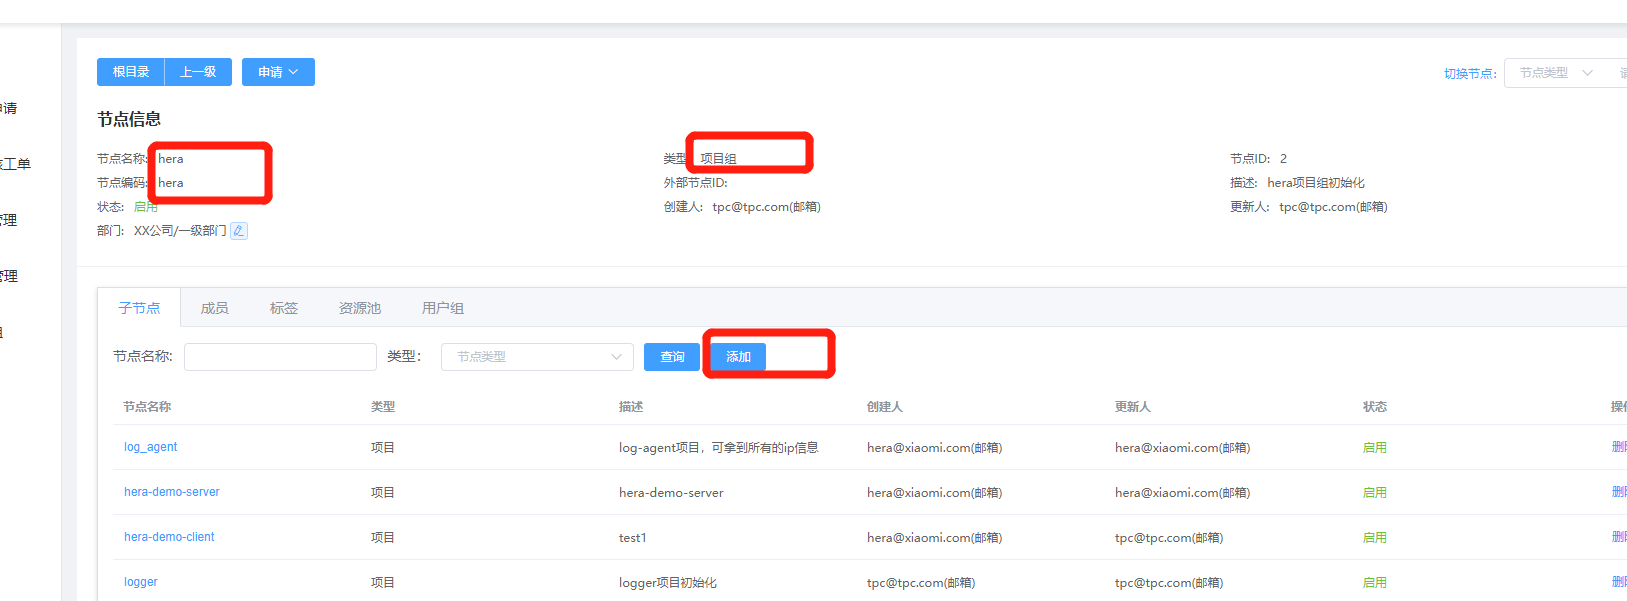 根目录 上一级 申请 切换节点: 节点类型
节点信息
申请
节点名称: hera 类型 项目组 节点ID: 2
工单
节点编码: hera 外部节点ID: 描述: hera项目组初始化
状态: 启用 创建人: tpc@tpc.com(邮箱) 更新人: tpc@tpc.com(邮箱)
管理
部门: XX公司/一级部门
管理
子节点 成员 标签 资源池 用户组
节点名称: 类型: 节点类型 查询 添加
节点名称 类型 描述 创建人 更新人 状态 操作
log_agent 项目 log-agent项目，可拿到所有的ip信息 hera@xiaomi.com(邮箱) hera@xiaomi.com(邮箱) 启用 删
hera-demo-server 项目 hera-demo-server hera@xiaomi.com(邮箱) hera@xiaomi.com(邮箱) 启用 删
hera-demo-client 项目 test1 hera@xiaomi.com(邮箱) tpc@tpc.com(邮箱) 启用 删
logger 项目 logger项目初始化 tpc@tpc.com(邮箱) tpc@tpc.com(邮箱) 启用 删